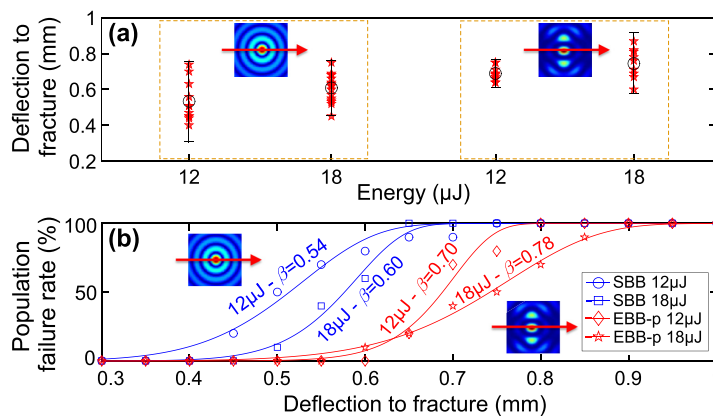 (a)
Deflection to
fracture (mm)
1
0.8
0.6
0.4
0.2
12
18
12
18
Energy (μJ)
(b)
Population
failure rate (%)
100
50
0
12μJ - β=0.54
18μJ - β=0.60
12μJ - β=0.70
18μJ - β=0.78
SBB 12μJ
SBB 18μJ
EBB-p 12μJ
EBB-p 18μJ
0.3 0.4 0.5 0.6 0.7 0.8 0.9
Deflection to fracture (mm)